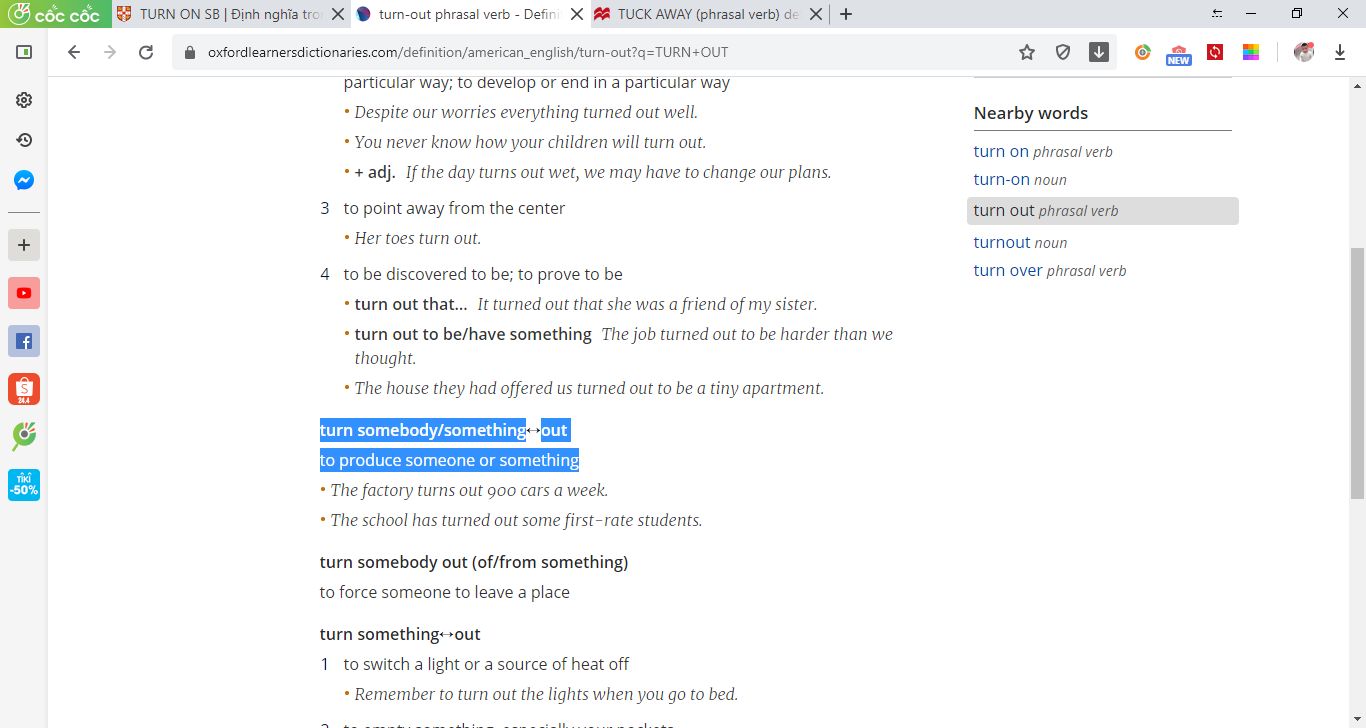 cốc cốc
TURN ON SB | Định nghĩa tro
turn-out phrasal verb - Defini
TUCK AWAY (phrasal verb) de
oxfordlearnersdictionaries.com/definition/american_english/turn-out?q=TURN+OUT
NEW
particular way; to develop or end in a particular way
• Despite our worries everything turned out well.
• You never know how your children will turn out.
• + adj. If the day turns out wet, we may have to change our plans.
3 to point away from the center
• Her toes turn out.
4 to be discovered to be; to prove to be
• turn out that… It turned out that she was a friend of my sister.
• turn out to be/have something The job turned out to be harder than we
thought.
• The house they had offered us turned out to be a tiny apartment.
turn somebody/something↔out
to produce someone or something
• The factory turns out 900 cars a week.
• The school has turned out some first-rate students.
turn somebody out (of/from something)
to force someone to leave a place
turn something↔out
1 to switch a light or a source of heat off
• Remember to turn out the lights when you go to bed.
2 to empty something, especially your pockets
Nearby words
turn on phrasal verb
turn-on noun
turn out phrasal verb
turnout noun
turn over phrasal verb
S
24.4
TIKI
-50%